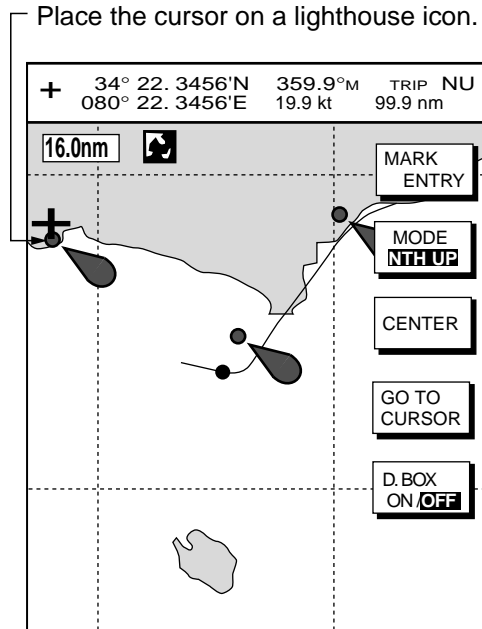 Place the cursor on a lighthouse icon.
+ 34° 22. 3456'N 359.9°M TRIP NU
080° 22. 3456'E 19.9 kt 99.9 nm
16.0nm
MARK
ENTRY
MODE
NTH UP
CENTER
GO TO
CURSOR
D. BOX
ON /OFF